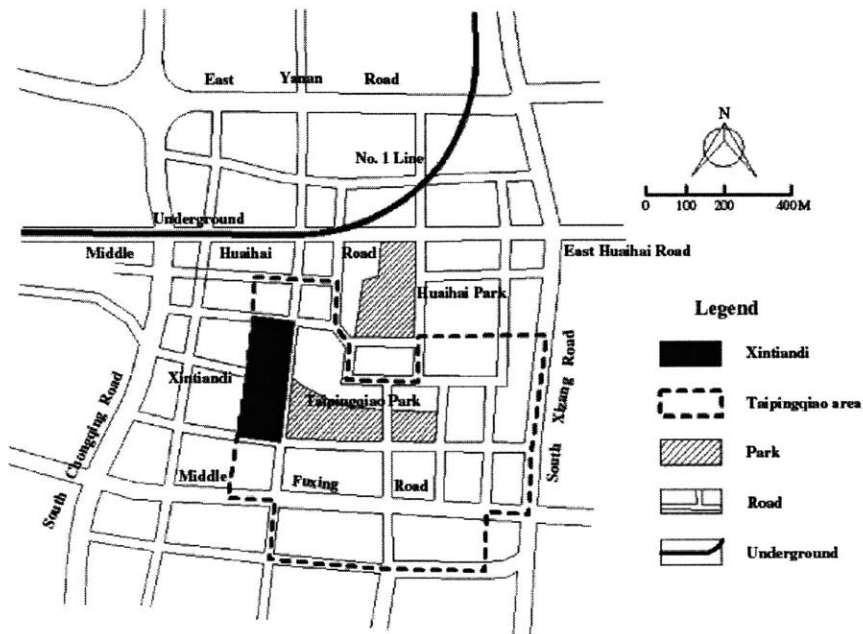 East Yanan Road
N
No. 1 Line
0 100 200 400M
Underground
Middle Huaihai Road
East Huaihai Road
Huaihai Park
Legend
Xintiandi
Xintiandi
Taipingqiao area
South Xizang Road
Taipingqiao Park
South Chongqing Road
Park
Middle Fuxing Road
Road
Underground